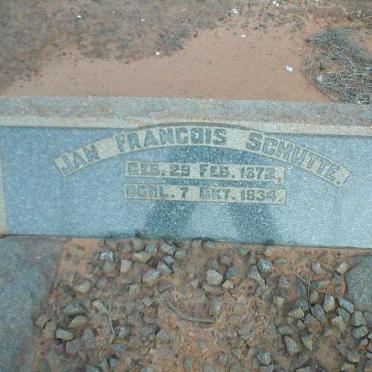 JAN FRANCOIS SCHUTTE.
GEB. 29 FEB. 1872.
OORL. 7 OKT. 1934.